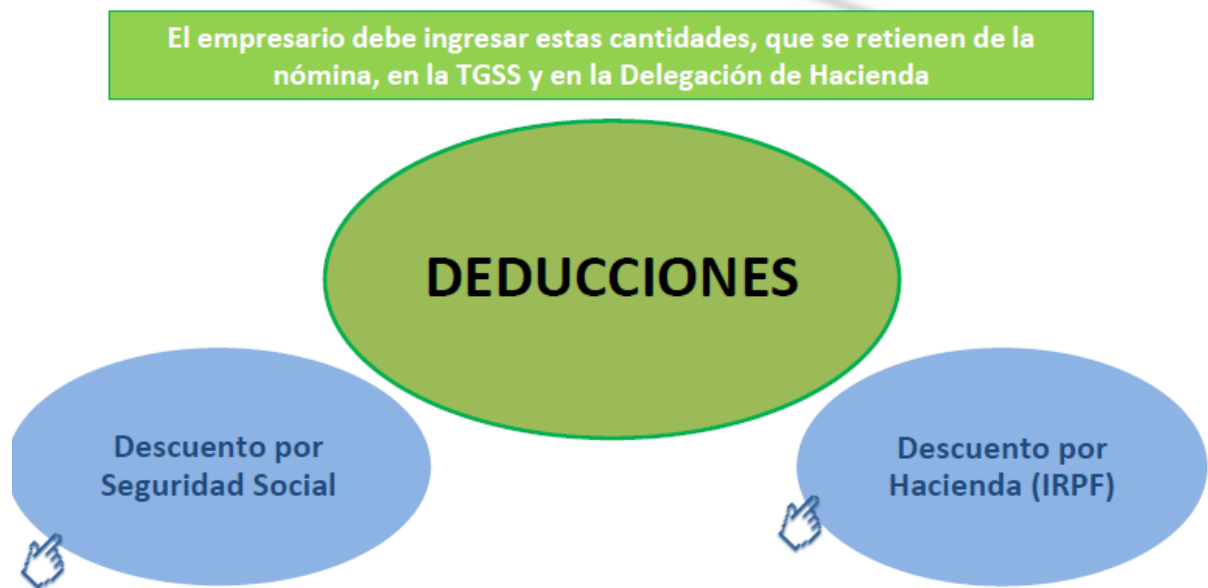 El empresario debe ingresar estas cantidades, que se retienen de la
nómina, en la TGSS y en la Delegación de Hacienda
DEDUCCIONES
Descuento por
Seguridad Social
Descuento por
Hacienda (IRPF)